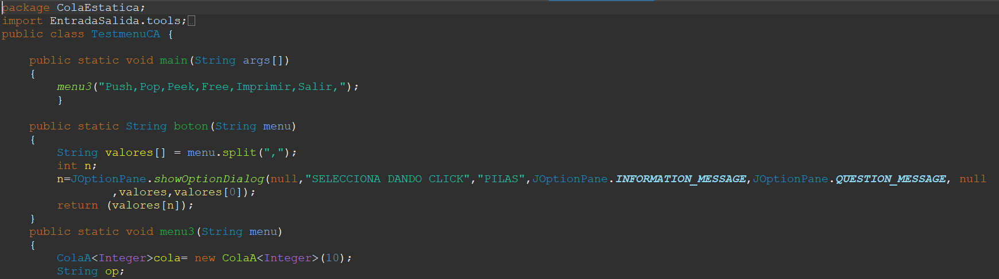 package ColaEstatica;
import EntradaSalida.tools;
public class TestmenuCA {
public static void main(String args[])
{
menu3("Push,Pop,Peek,Free,Imprimir,Salir,");
}
public static String boton(String menu)
{
String valores[] = menu.split(",");
int n;
n=JOptionPane.showOptionDialog(null,"SELECCIONA DANDO CLICK","PILAS",JOptionPane.INFORMATION_MESSAGE,JOptionPane.QUESTION_MESSAGE, null
,valores,valores[0]);
return (valores[n]);
}
public static void menu3(String menu)
{
ColaA<Integer>cola= new ColaA<Integer>(10);
String op;